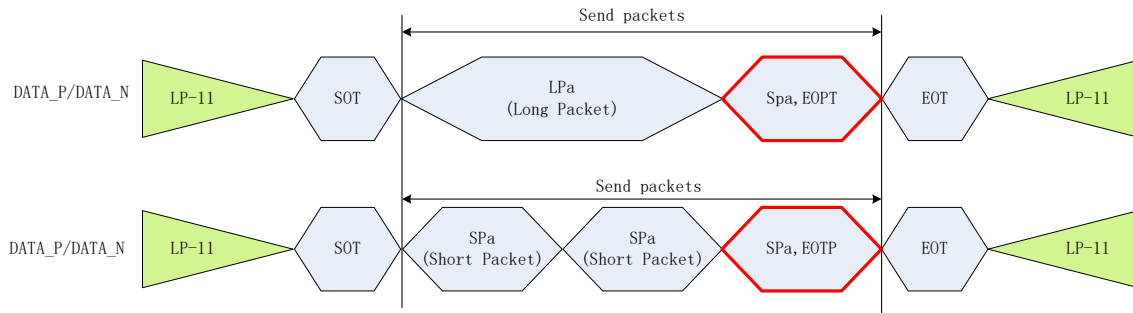 Send packets
DATA_P/DATA_N
LP-11
SOT
LPa
(Long Packet)
Spa,EOPT
EOT
LP-11
Send packets
DATA_P/DATA_N
LP-11
SOT
SPa
(Short Packet)
SPa
(Short Packet)
SPa,EOTP
EOT
LP-11